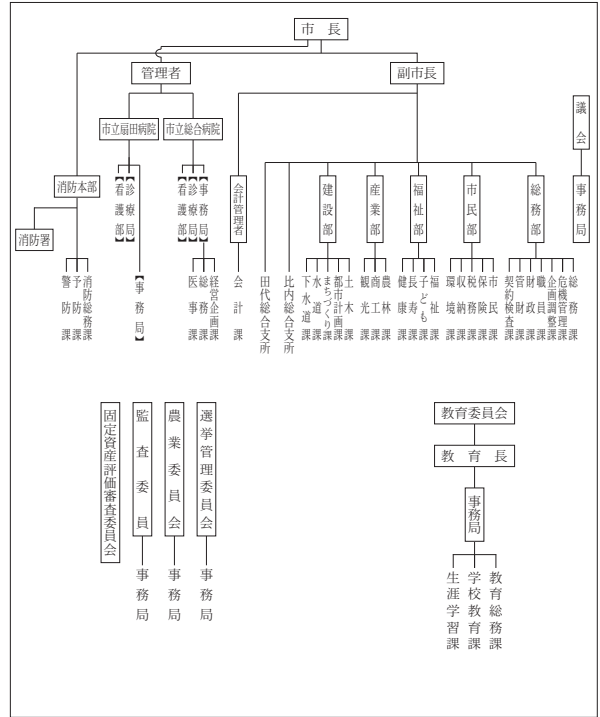 市長
管理者
副市長
議会
市立扇田病院
市立総合病院
消防本部
【診療局】
【看護部】
【事務局】
【診療局】
【看護部】
会計管理者
建設部
産業部
福祉部
市民部
総務部
事務局
消防署
消防総務課
予防課
警防課
【事務局】
経営企画課
総務課
医事課
会計課
田代総合支所
比内総合支所
土木課
都市計画課
まちづくり課
水道課
下水道課
農林課
商工課
観光課
福祉課
子ども課
長寿課
健康課
市民課
保険課
税務課
収納課
環境課
総務課
危機管理課
企画調整課
職員課
財政課
管財課
契約検査課
選挙管理委員会
事務局
農業委員会
事務局
監査委員
事務局
固定資産評価審査委員会
教育委員会
教育長
事務局
教育総務課
学校教育課
生涯学習課